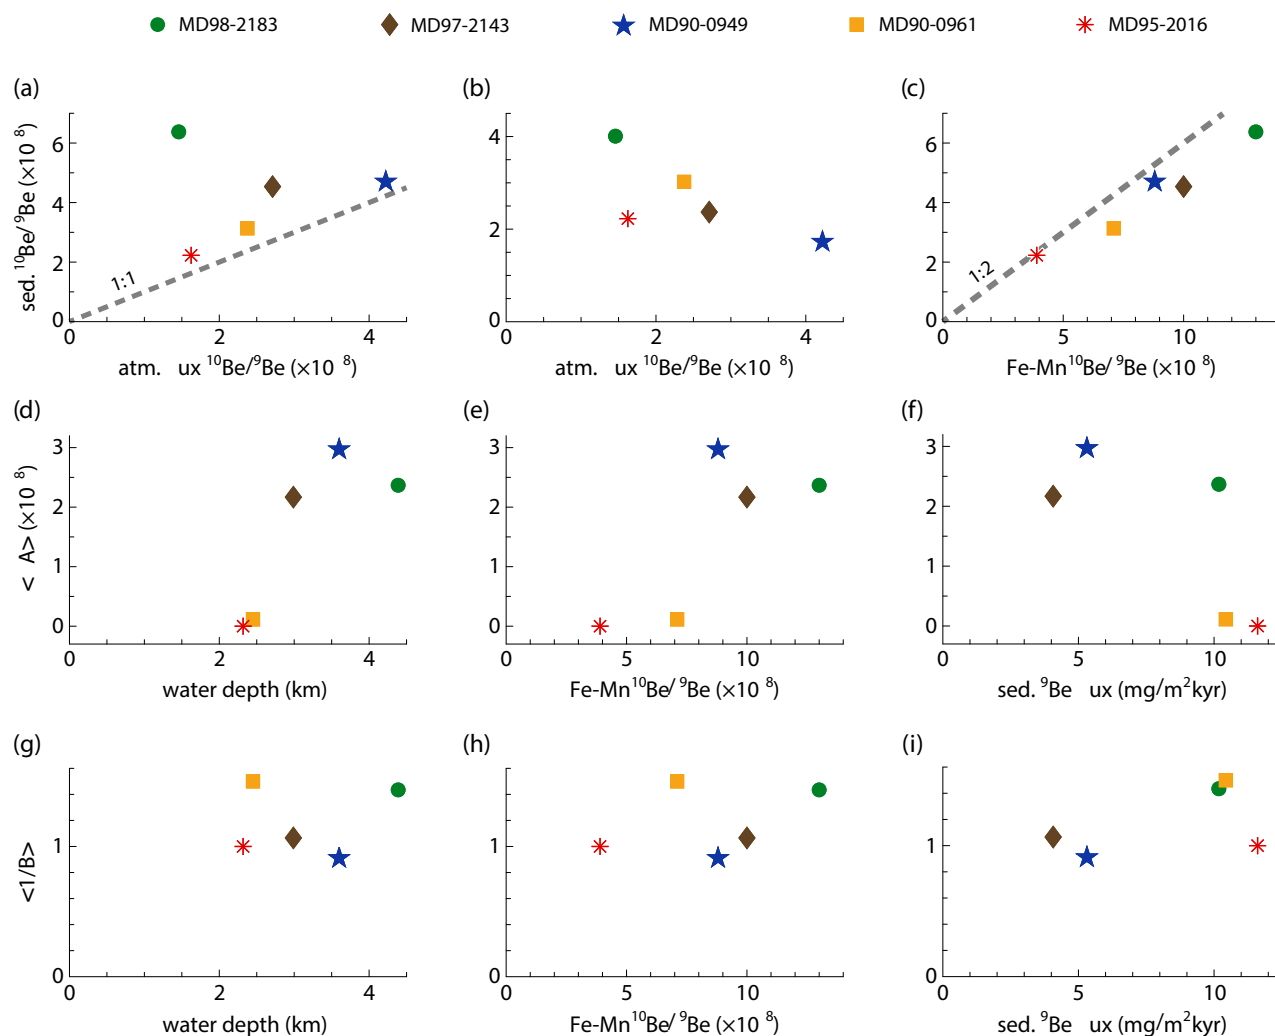 MD98-2183 MD97-2143 MD90-0949 MD90-0961 MD95-2016
(a) (b) (c)
sed. ¹⁰Be/⁹Be (×10 ⁸)
6
4
2
0
1:1
0 2 4
atm. ux ¹⁰Be/⁹Be (×10 ⁸)
4
2
0
0 2 4
atm. ux ¹⁰Be/⁹Be (×10 ⁸)
6
4
2
0
1:2
0 5 10
Fe-Mn¹⁰Be/ ⁹Be (×10 ⁸)
(d) (e) (f)
< A> (×10 ⁸)
3
2
1
0
0 2 4
water depth (km)
3
2
1
0
0 5 10
Fe-Mn¹⁰Be/ ⁹Be (×10 ⁸)
3
2
1
0
0 5 10
sed. ⁹Be ux (mg/m²kyr)
(g) (h) (i)
<1/B>
1
0
0 2 4
water depth (km)
1
0
0 5 10
Fe-Mn¹⁰Be/ ⁹Be (×10 ⁸)
1
0
0 5 10
sed. ⁹Be ux (mg/m²kyr)